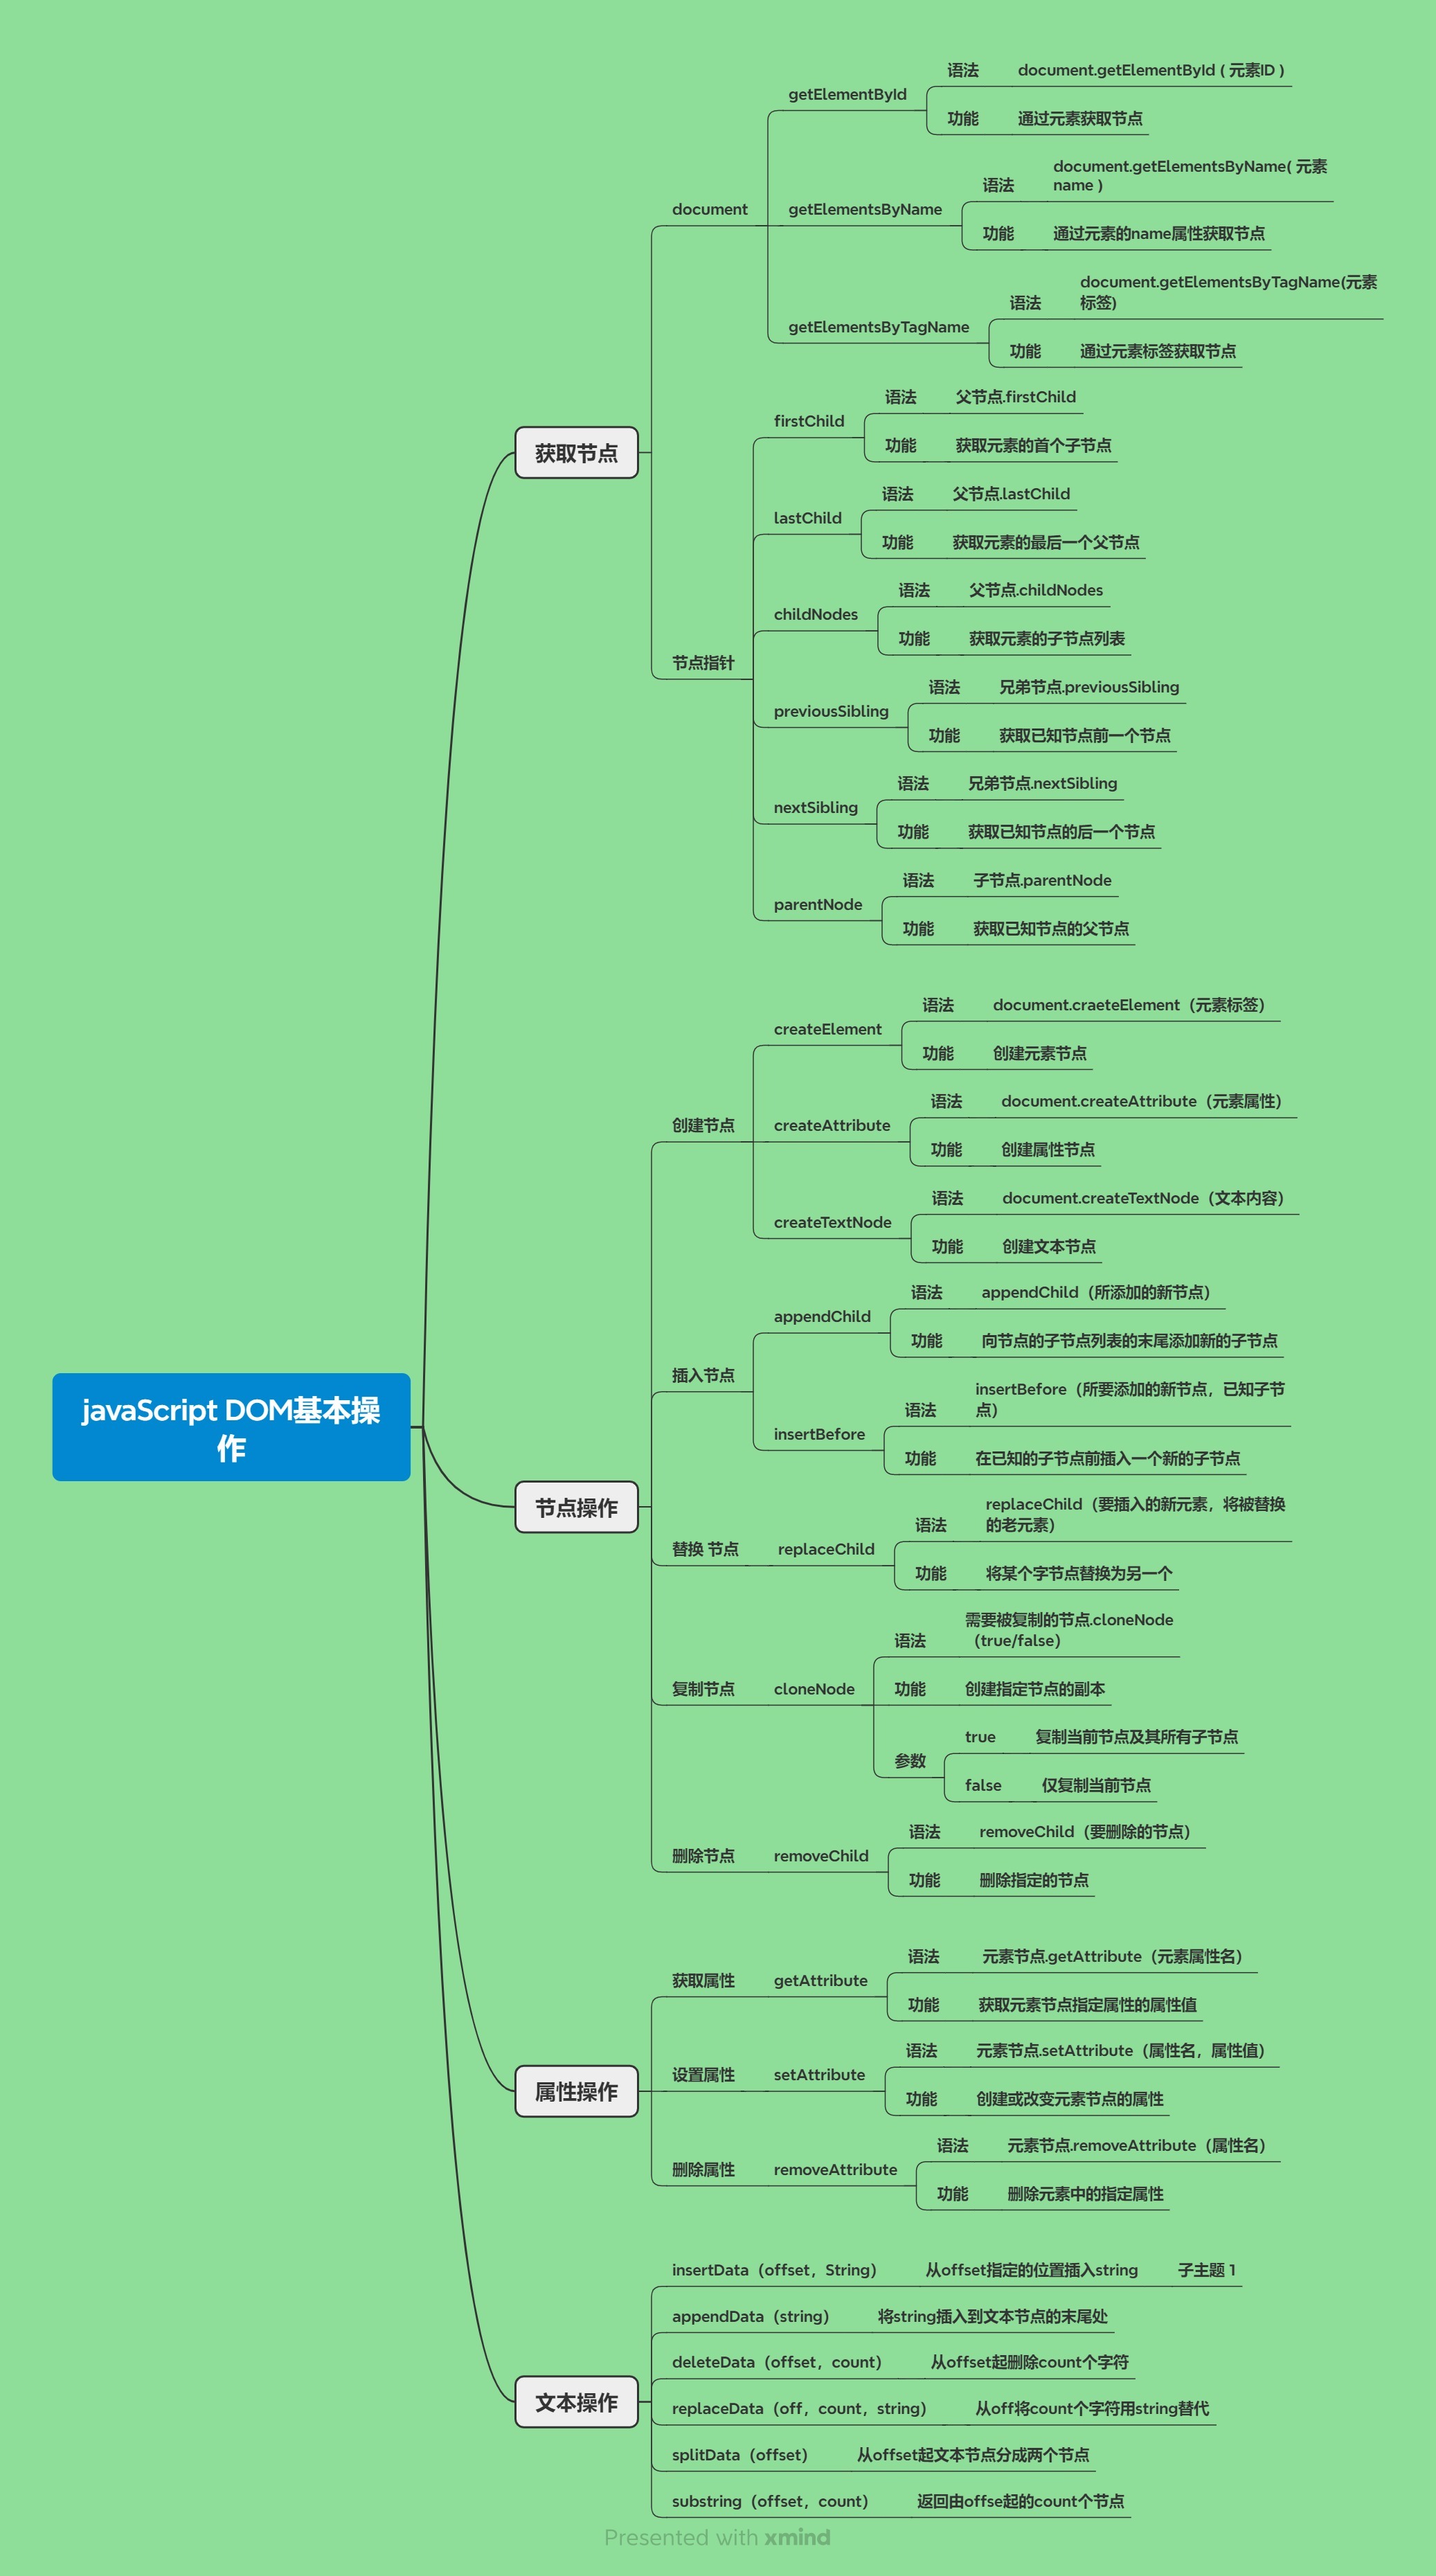 javaScript DOM基本操
作
获取节点
document
getElementById
语法
document.getElementById ( 元素ID )
功能
通过元素获取节点
getElementsByName
语法
document.getElementsByName( 元素
name )
功能
通过元素的name属性获取节点
getElementsByTagName
语法
document.getElementsByTagName(元素
标签)
功能
通过元素标签获取节点
节点指针
firstChild
语法
父节点.firstChild
功能
获取元素的首个子节点
lastChild
语法
父节点.lastChild
功能
获取元素的最后一个父节点
childNodes
语法
父节点.childNodes
功能
获取元素的子节点列表
previousSibling
语法
兄弟节点.previousSibling
功能
获取已知节点前一个节点
nextSibling
语法
兄弟节点.nextSibling
功能
获取已知节点的后一个节点
parentNode
语法
子节点.parentNode
功能
获取已知节点的父节点
节点操作
创建节点
createElement
语法
document.craeteElement（元素标签）
功能
创建元素节点
createAttribute
语法
document.createAttribute（元素属性）
功能
创建属性节点
createTextNode
语法
document.createTextNode（文本内容）
功能
创建文本节点
插入节点
appendChild
语法
appendChild（所添加的新节点）
功能
向节点的子节点列表的末尾添加新的子节点
insertBefore
语法
insertBefore（所要添加的新节点，已知子节
点）
功能
在已知的子节点前插入一个新的子节点
替换 节点
replaceChild
语法
replaceChild（要插入的新元素，将被替换
的老元素）
功能
将某个字节点替换为另一个
复制节点
cloneNode
语法
需要被复制的节点.cloneNode
（true/false）
功能
创建指定节点的副本
参数
true
复制当前节点及其所有子节点
false
仅复制当前节点
删除节点
removeChild
语法
removeChild（要删除的节点）
功能
删除指定的节点
属性操作
获取属性
getAttribute
语法
元素节点.getAttribute（元素属性名）
功能
获取元素节点指定属性的属性值
设置属性
setAttribute
语法
元素节点.setAttribute（属性名，属性值）
功能
创建或改变元素节点的属性
删除属性
removeAttribute
语法
元素节点.removeAttribute（属性名）
功能
删除元素中的指定属性
文本操作
insertData（offset，String）
从offset指定的位置插入string
子主题 1
appendData（string）
将string插入到文本节点的末尾处
deleteData（offset，count）
从offset起删除count个字符
replaceData（off，count，string）
从off将count个字符用string替代
splitData（offset）
从offset起文本节点分成两个节点
substring（offset，count）
返回由offse起的count个节点
Presented with xmind